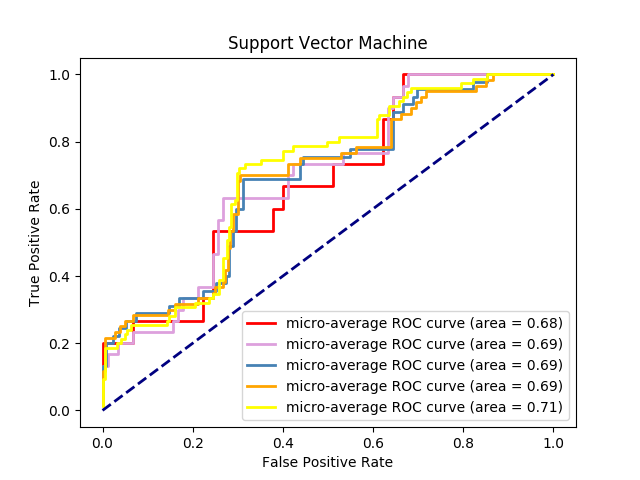 Support Vector Machine
True Positive Rate
1.0
0.8
0.6
0.4
0.2
0.0
micro-average ROC curve (area = 0.68)
micro-average ROC curve (area = 0.69)
micro-average ROC curve (area = 0.69)
micro-average ROC curve (area = 0.69)
micro-average ROC curve (area = 0.71)
0.0 0.2 0.4 0.6 0.8 1.0
False Positive Rate